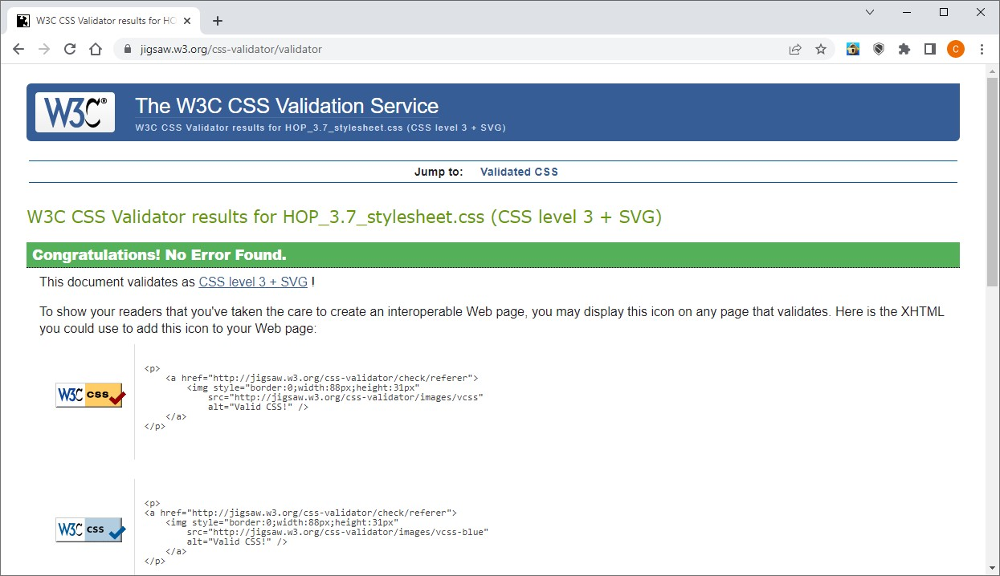 W3C CSS Validator results for HO
jigsaw.w3.org/css-validator/validator
C
W3C®
The W3C CSS Validation Service
W3C CSS Validator results for HOP_3.7_stylesheet.css (CSS level 3 + SVG)
Jump to: Validated CSS
W3C CSS Validator results for HOP_3.7_stylesheet.css (CSS level 3 + SVG)
Congratulations! No Error Found.
This document validates as CSS level 3 + SVG !
To show your readers that you've taken the care to create an interoperable Web page, you may display this icon on any page that validates. Here is the XHTML
you could use to add this icon to your Web page:
<p>
<a href="http://jigsaw.w3.org/css-validator/check/referer">
<img style="border:0;width:88px;height:31px"
src="http://jigsaw.w3.org/css-validator/images/vcss"
alt="Valid CSS!" />
</a>
</p>
W3C css
<p>
<a href="http://jigsaw.w3.org/css-validator/check/referer">
<img style="border:0;width:88px;height:31px"
src="http://jigsaw.w3.org/css-validator/images/vcss-blue"
alt="Valid CSS!" />
</a>
</p>
W3C css